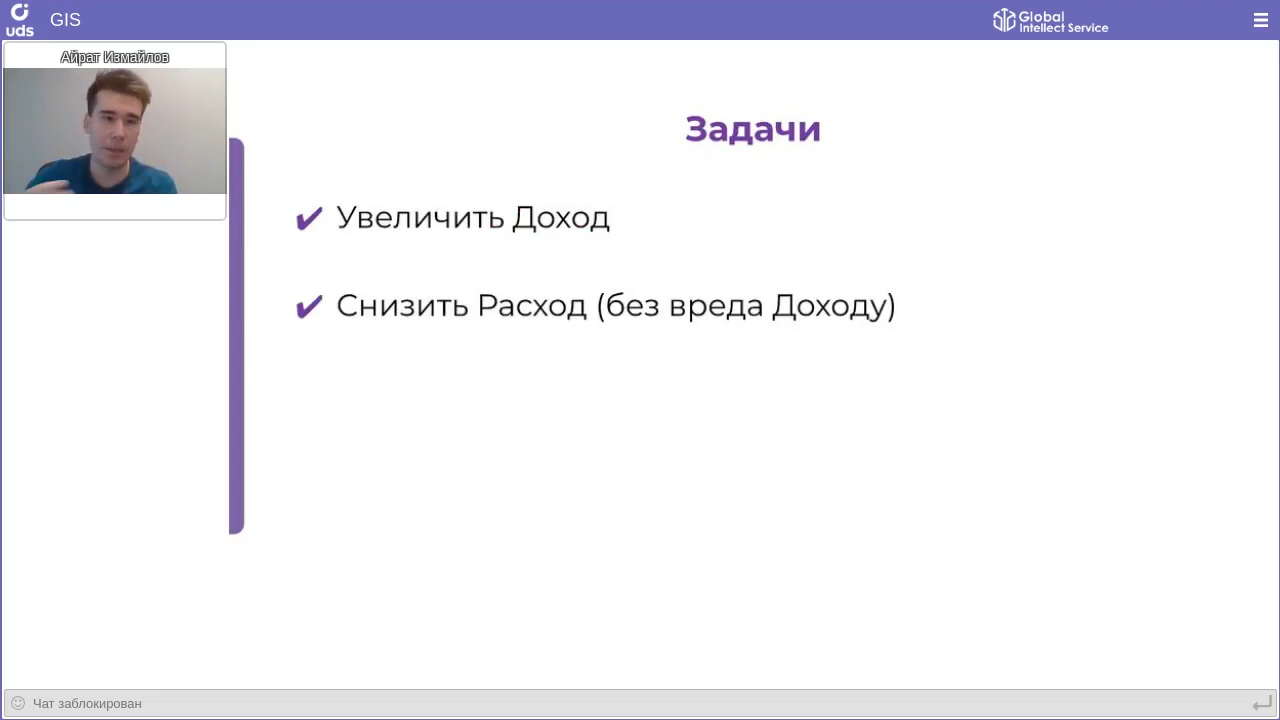 uds
GIS
Global
Intellect Service
Айрат Измайлов
Задачи
Увеличить Доход
Снизить Расход (без вреда Доходу)
Чат заблокирован